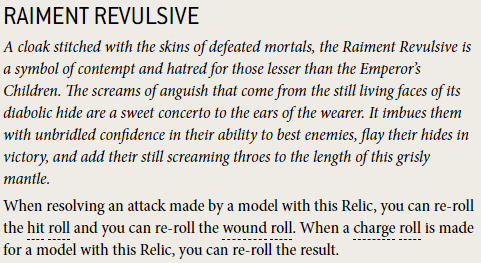 RAIMENT REVULSIVE
A cloak stitched with the skins of defeated mortals, the Raiment Revulsive is
a symbol of contempt and hatred for those lesser than the Emperor's
Children. The screams of anguish that come from the still living faces of its
diabolic hide are a sweet concerto to the ears of the wearer. It imbues them
with unbridled confidence in their ability to best enemies, flay their hides in
victory, and add their still screaming throes to the length of this grisly
mantle.
When resolving an attack made by a model with this Relic, you can re-roll
the hit roll and you can re-roll the wound roll. When a charge roll is made
for a model with this Relic, you can re-roll the result.